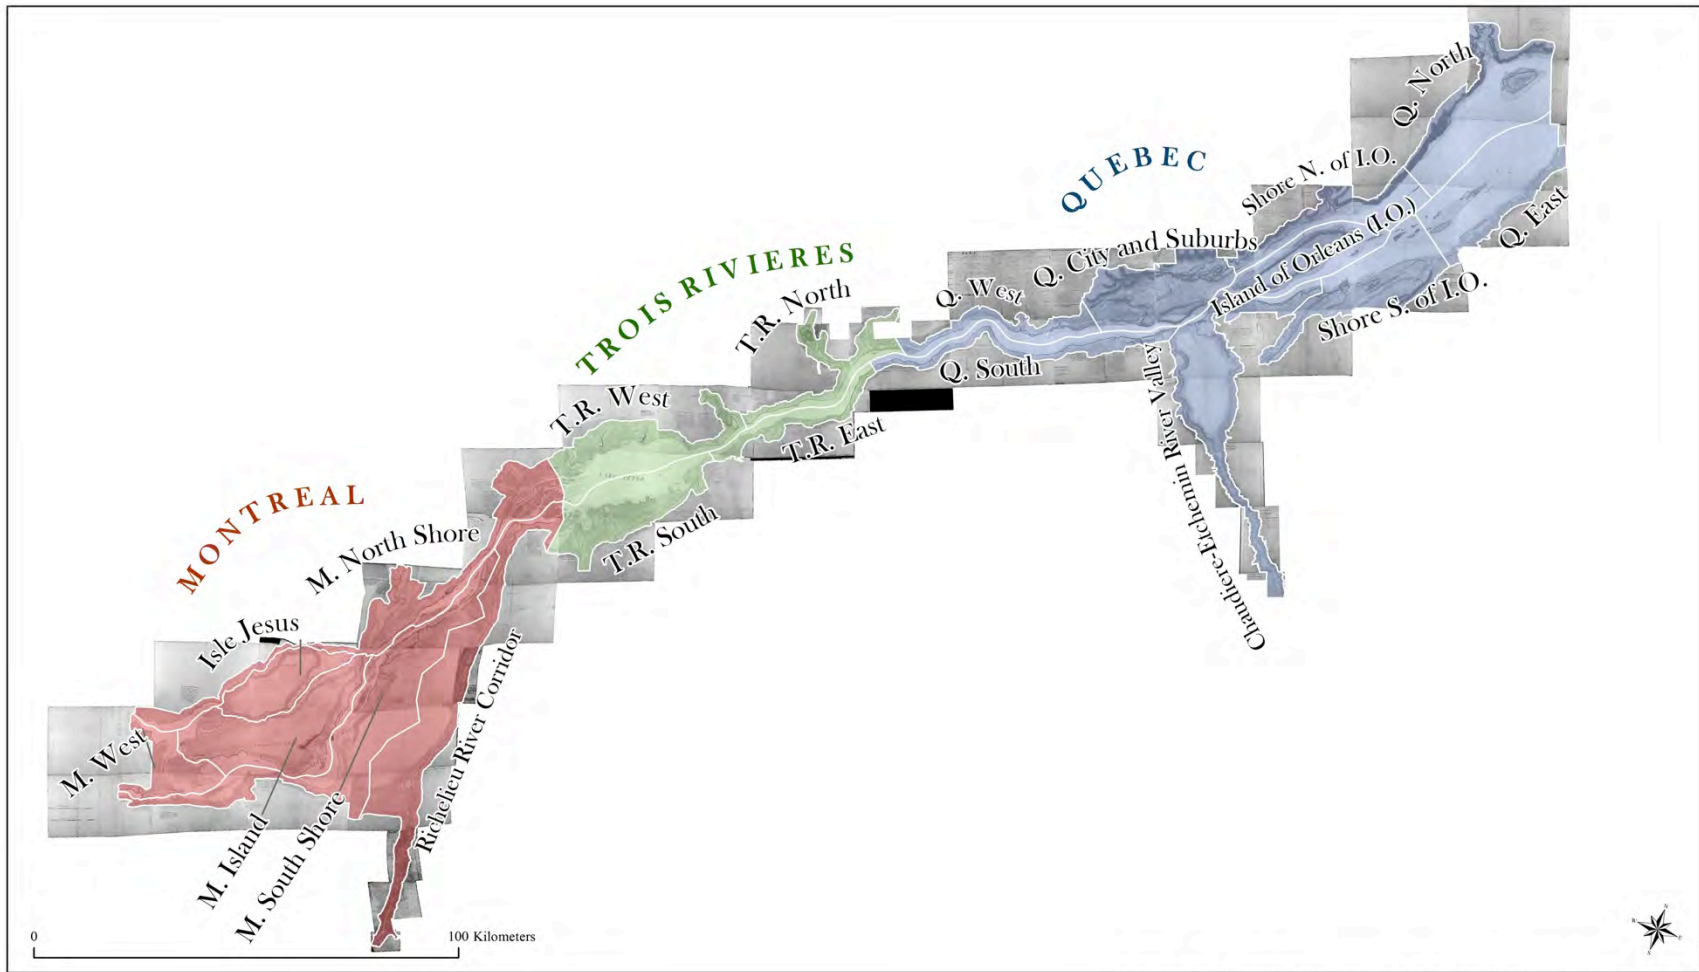 Q. North
QUEBEC
Shore N. of I.O.
Q. East
Island of Orleans (I.O.)
Q. City and Suburbs
Shore S. of I.O.
TROIS RIVIERES
T.R. North
Q. West
Q. South
Chaudiere-Etchemin River Valley
T.R. West
T.R. East
T.R. South
MONTREAL
M. North Shore
Isle Jesus
Richelieu River Corridor
M. West
M. Island
M. South Shore
0
100 Kilometers
N
W
E
S